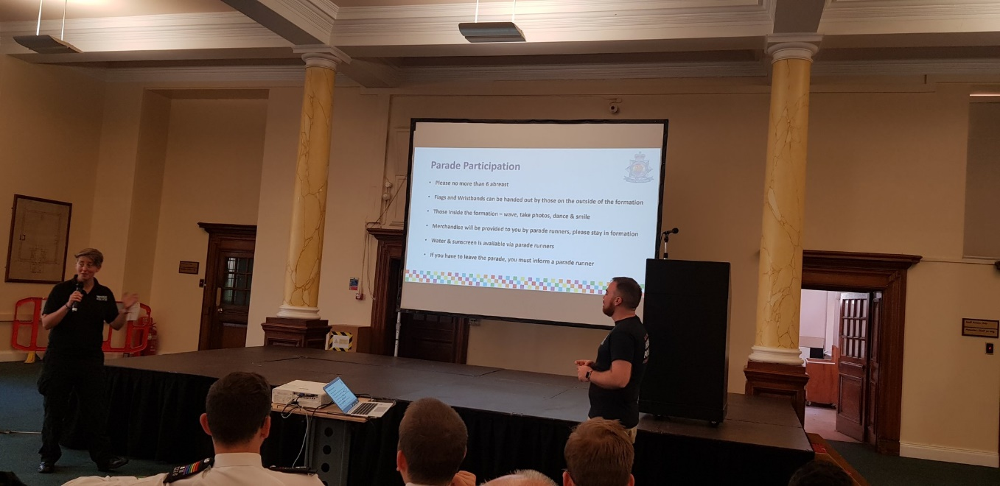 Parade Participation
• Please no more than 6 abreast
• Flags and Wristbands can be handed out by those on the outside of the formation
• Those inside the formation – wave, take photos, dance & smile
• Merchandise will be provided to you by parade runners, please stay in formation
• Water & sunscreen is available via parade runners
• If you have to leave the parade, you must inform a parade runner